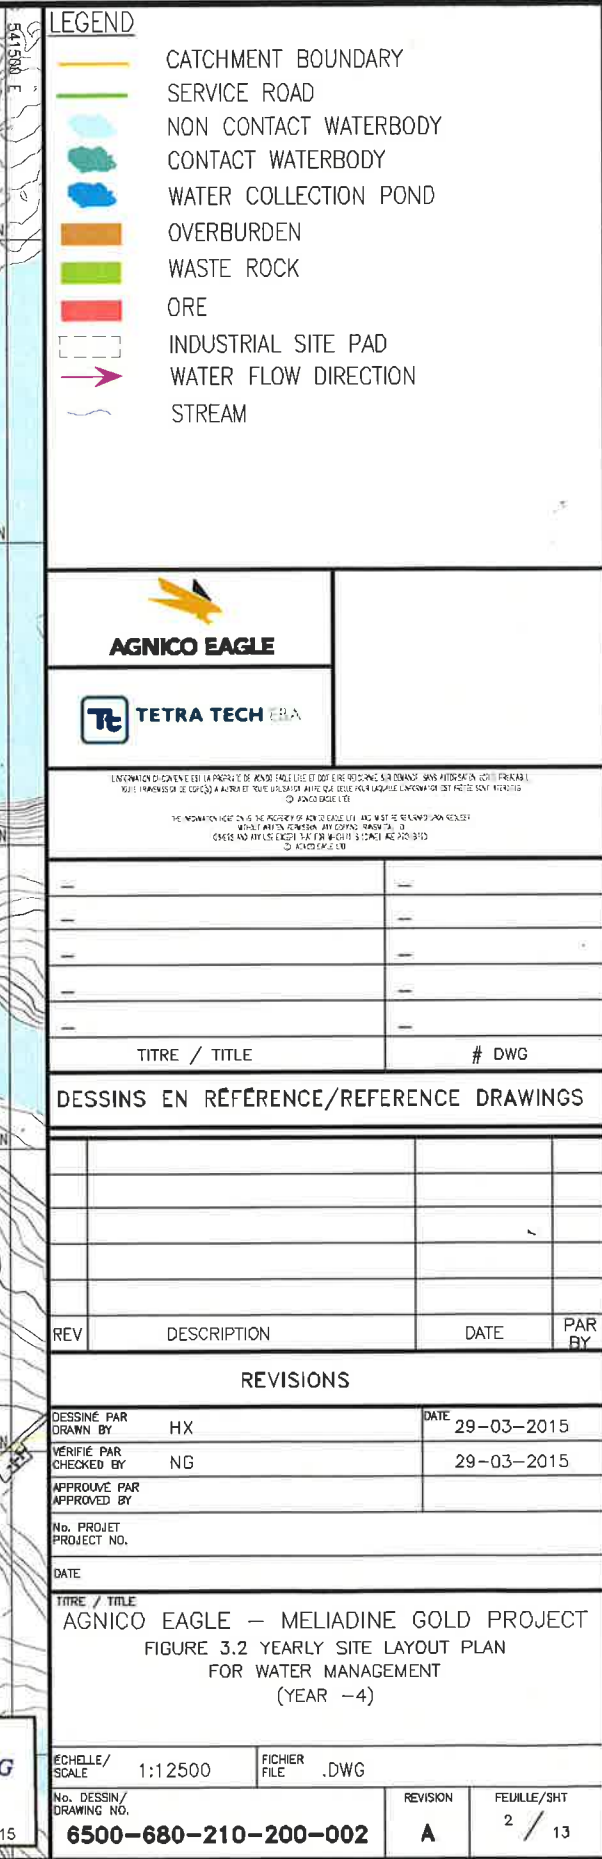 541500 E
LEGEND
CATCHMENT BOUNDARY
SERVICE ROAD
NON CONTACT WATERBODY
CONTACT WATERBODY
WATER COLLECTION POND
OVERBURDEN
WASTE ROCK
ORE
INDUSTRIAL SITE PAD
WATER FLOW DIRECTION
STREAM
AGNICO EAGLE
Tt TETRA TECH EBA
TITRE / TITLE # DWG
DESSINS EN RÉFÉRENCE/REFERENCE DRAWINGS
REV DESCRIPTION DATE PAR
BY
REVISIONS
DESSINÉ PAR
DRAWN BY HX DATE 29-03-2015
VÉRIFIÉ PAR
CHECKED BY NG 29-03-2015
APPROUVÉ PAR
APPROVED BY
No. PROJET
PROJECT NO.
DATE
TITRE / TITLE
AGNICO EAGLE – MELIADINE GOLD PROJECT
FIGURE 3.2 YEARLY SITE LAYOUT PLAN
FOR WATER MANAGEMENT
(YEAR -4)
ÉCHELLE/
SCALE 1:12500 FICHIER
FILE .DWG
No. DESSIN/
DRAWING NO. REVISION FEUILLE/SHT
6500-680-210-200-002 A 2 / 13
G
15